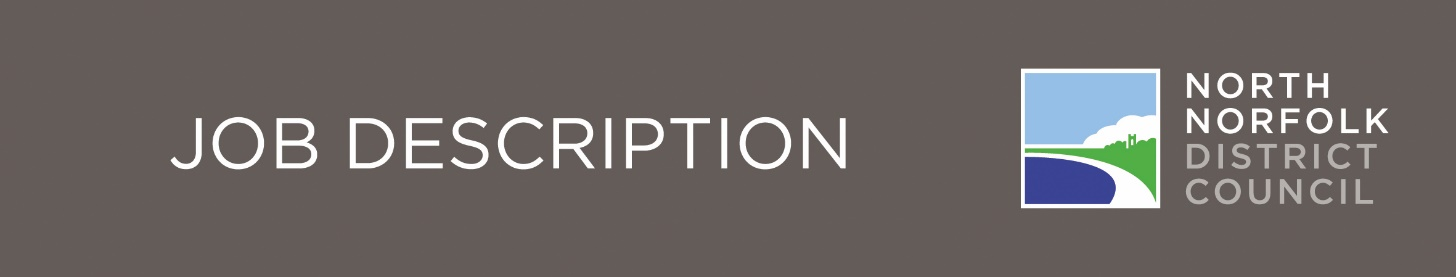 JOB DESCRIPTION
NORTH
NORFOLK
DISTRICT
COUNCIL